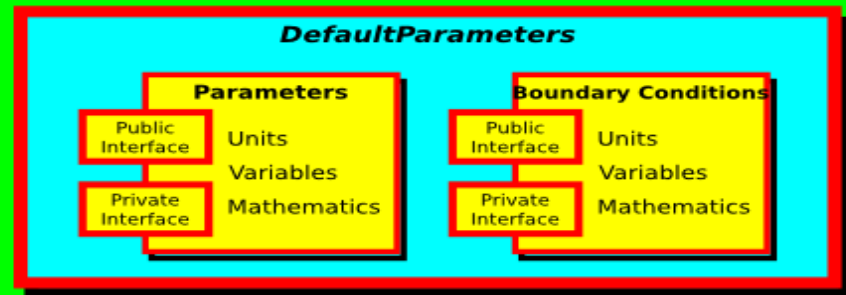 DefaultParameters
Parameters
Public
Interface
Units
Variables
Private
Interface
Mathematics
Boundary Conditions
Public
Interface
Units
Variables
Private
Interface
Mathematics